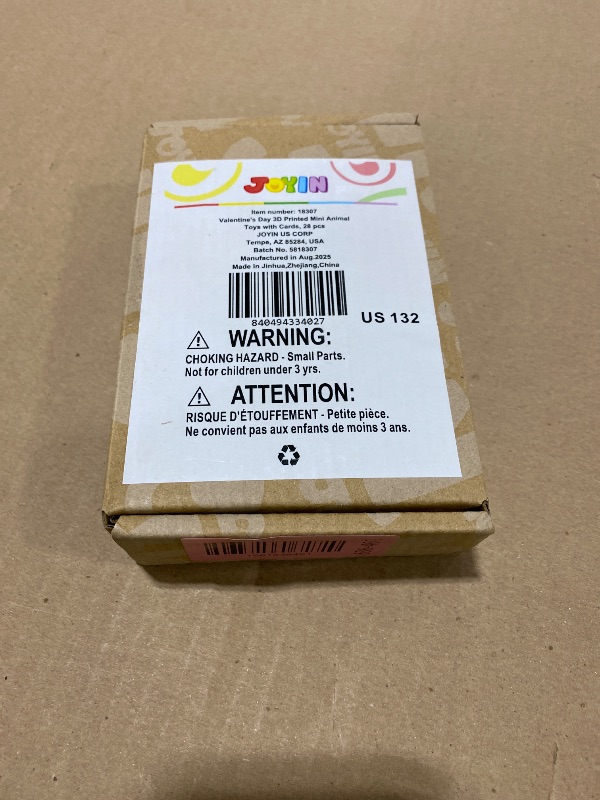 JOYIN
Item number: 18307
Valentine's Day 3D Printed Mini Animal
Toys with Cards, 28 pcs
JOYIN US CORP
Tempe, AZ 85284, USA
Batch No. 5818307
Manufactured in Aug.2025
Made in Jinhua,Zhejiang,China
840494334027
US 132
WARNING:
CHOKING HAZARD - Small Parts.
Not for children under 3 yrs.
ATTENTION:
RISQUE D'ÉTOUFFEMENT - Petite pièce.
Ne convient pas aux enfants de moins 3 ans.